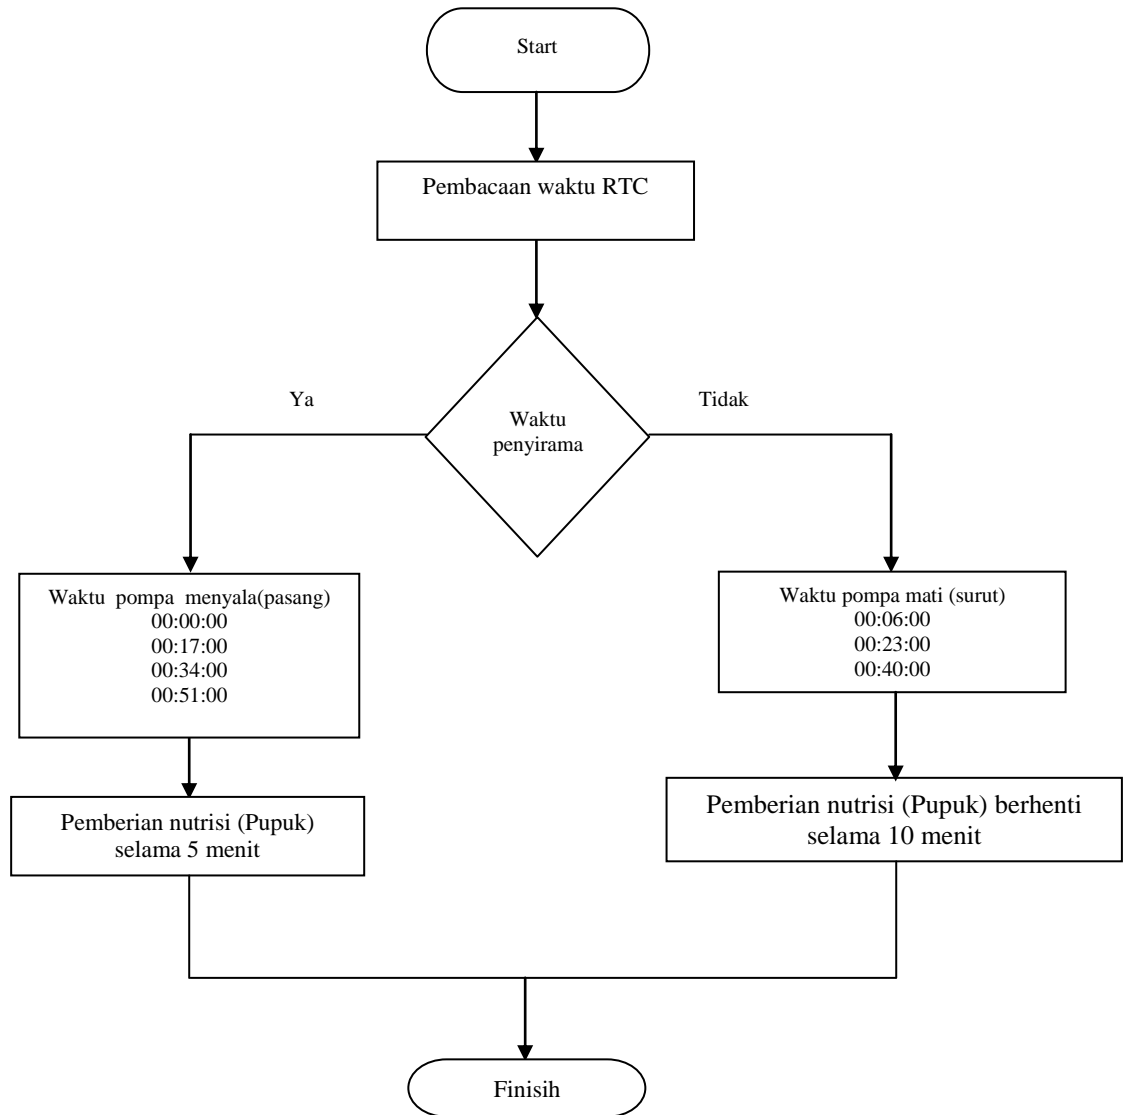 Start
Pembacaan waktu RTC
Ya
Tidak
Waktu
penyirama
Waktu pompa menyala(pasang)
00:00:00
00:17:00
00:34:00
00:51:00
Waktu pompa mati (surut)
00:06:00
00:23:00
00:40:00
Pemberian nutrisi (Pupuk)
selama 5 menit
Pemberian nutrisi (Pupuk) berhenti
selama 10 menit
Finisih